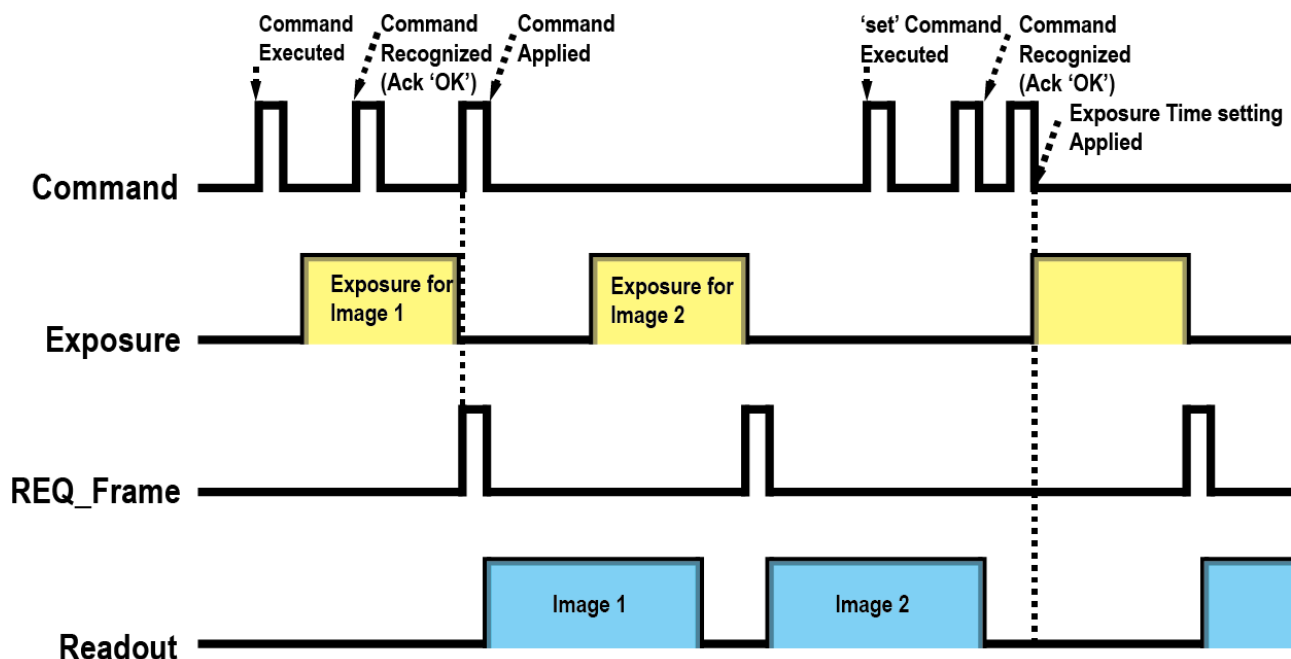 Command
Executed
Command
Recognized
(Ack ‘OK’)
Command
Applied
‘set’ Command
Executed
Command
Recognized
(Ack ‘OK’)
Exposure Time setting
Applied
Command
Exposure for
Image 1
Exposure for
Image 2
Exposure
REQ_Frame
Image 1
Image 2
Readout